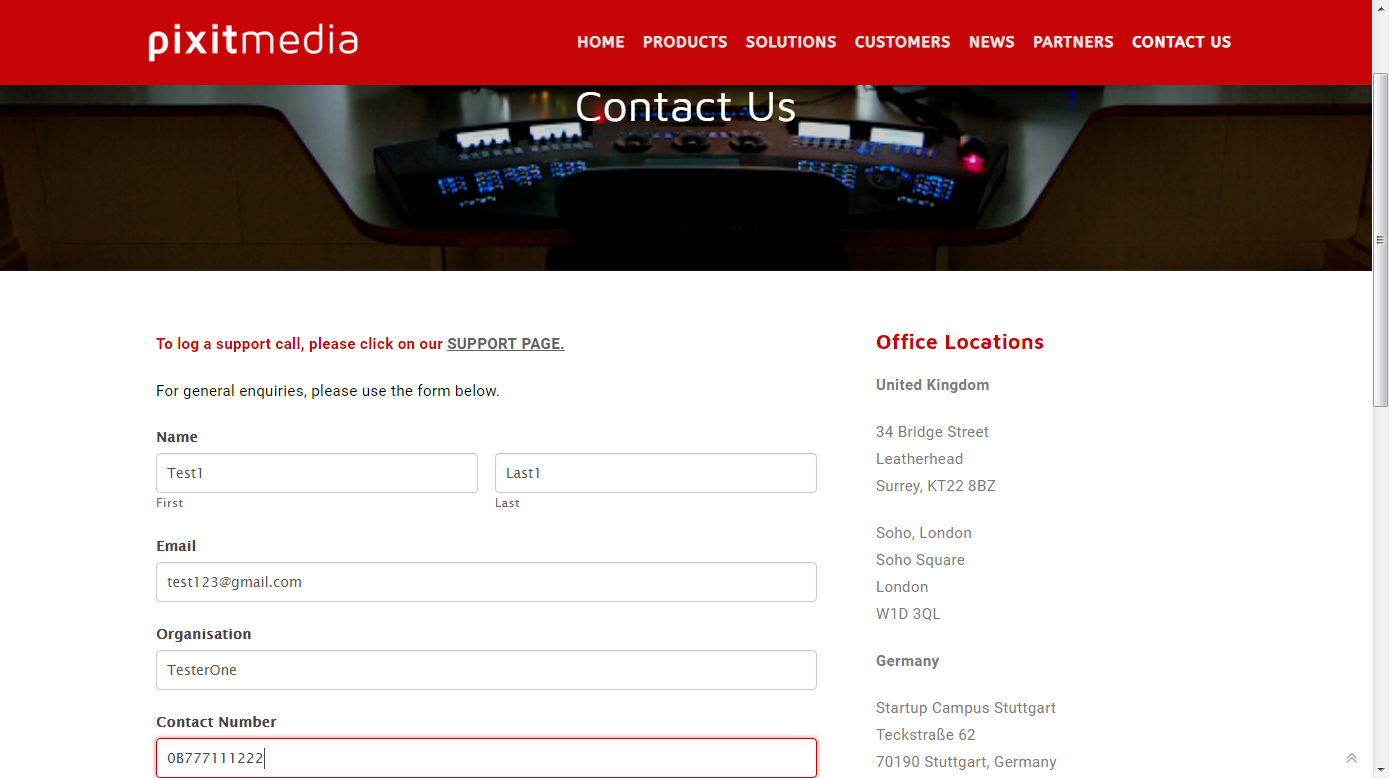 pixitmedia
HOME PRODUCTS SOLUTIONS CUSTOMERS NEWS PARTNERS CONTACT US
Contact Us
To log a support call, please click on our SUPPORT PAGE.
For general enquiries, please use the form below.
Name
Test1
Last1
First
Last
Email
test123@gmail.com
Organisation
TesterOne
Contact Number
0B777111222
Office Locations
United Kingdom
34 Bridge Street
Leatherhead
Surrey, KT22 8BZ
Soho, London
Soho Square
London
W1D 3QL
Germany
Startup Campus Stuttgart
Teckstraße 62
70190 Stuttgart, Germany